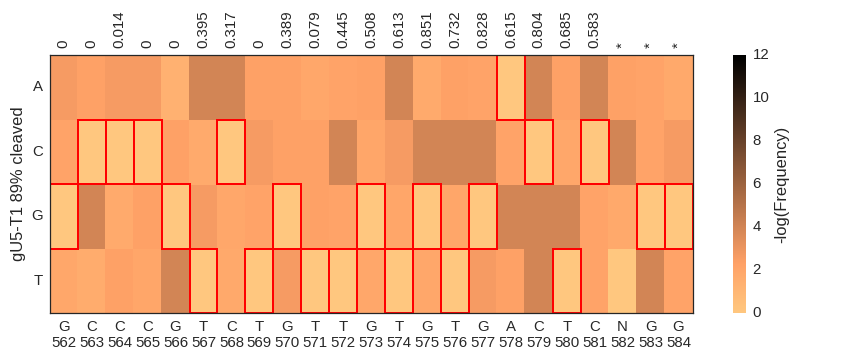 0 0 0.014 0 0 0.395 0.317 0 0.389 0.079 0.445 0.508 0.613 0.851 0.732 0.828 0.615 0.804 0.685 0.583 * * *
gU5-T1 89% cleaved
A
C
G
T
G C C C G T C T G T T G T G T G A C T C N G G
562 563 564 565 566 567 568 569 570 571 572 573 574 575 576 577 578 579 580 581 582 583 584
12
10
8
6
4
2
0
-log(Frequency)